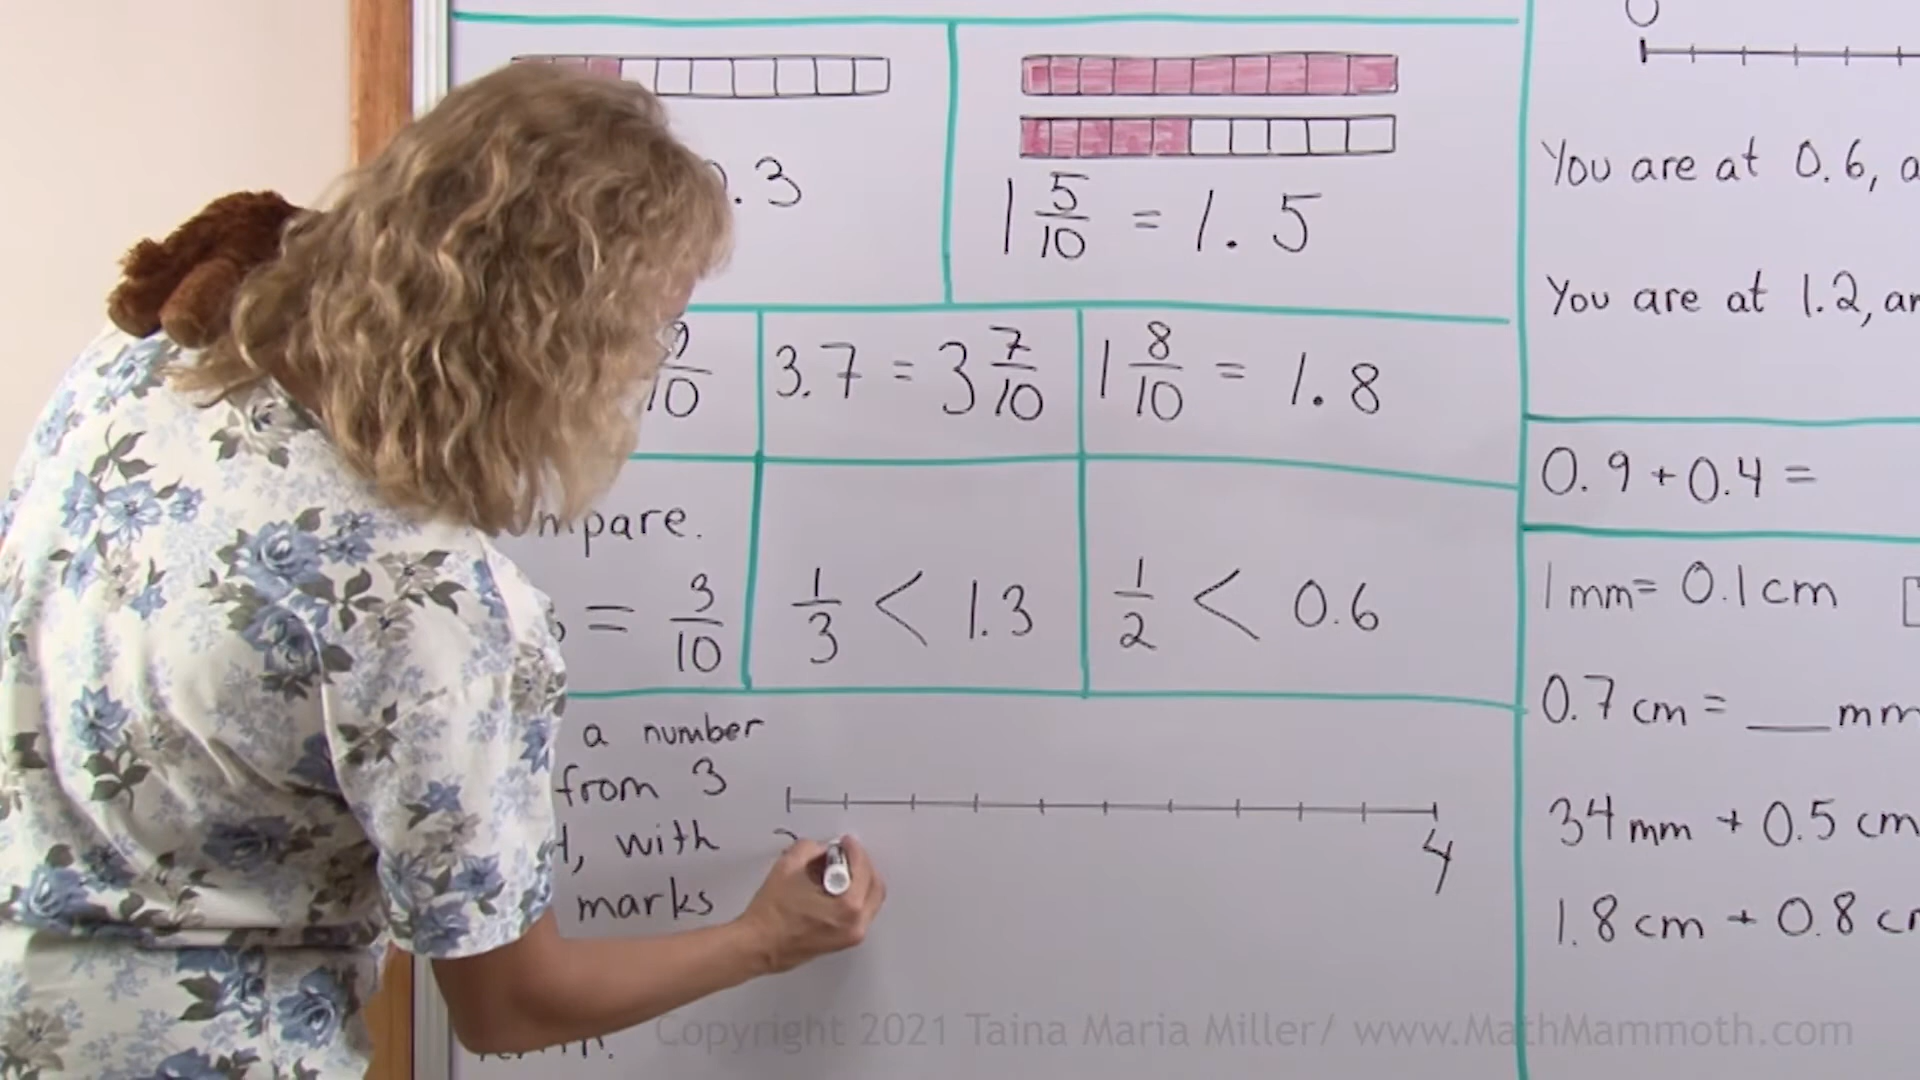 0
.3
1 5/10 = 1.5
You are at 0.6, a
You are at 1.2, an
9/10
3.7 = 3 7/10
1 8/10 = 1.8
0.9 + 0.4 =
mpare.
= 3/10
1/3 < 1.3
1/2 < 0.6
1 mm = 0.1 cm
0.7 cm = ___ mm
34 mm + 0.5 cm
1.8 cm + 0.8 c
a number
from 3
, with
marks
4
Copyright 2021 Taina Maria Miller/ www.MathMammoth.com